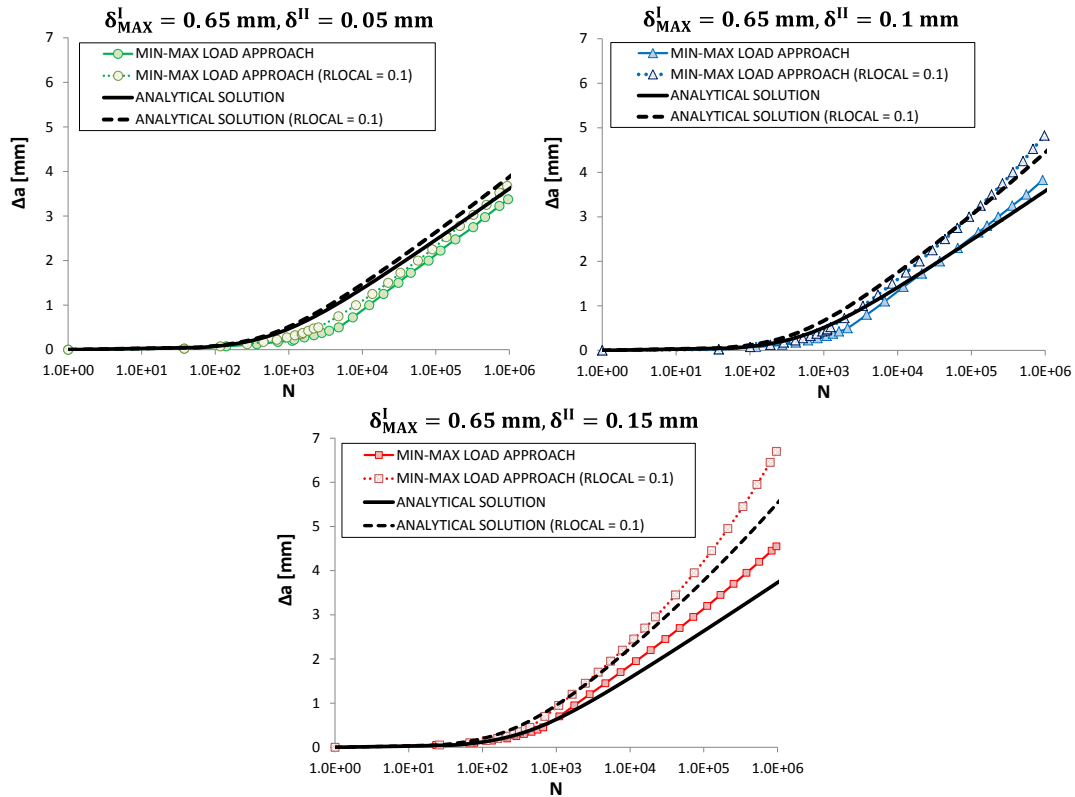 δᴵ_MAX = 0.65 mm, δᴵᴵ = 0.05 mm
7
6
5
4
3
2
1
0
Δa [mm]
MIN-MAX LOAD APPROACH
MIN-MAX LOAD APPROACH (RLOCAL = 0.1)
ANALYTICAL SOLUTION
ANALYTICAL SOLUTION (RLOCAL = 0.1)
1.0E+00 1.0E+01 1.0E+02 1.0E+03 1.0E+04 1.0E+05 1.0E+06
N
δᴵ_MAX = 0.65 mm, δᴵᴵ = 0.1 mm
7
6
5
4
3
2
1
0
Δa [mm]
MIN-MAX LOAD APPROACH
MIN-MAX LOAD APPROACH (RLOCAL = 0.1)
ANALYTICAL SOLUTION
ANALYTICAL SOLUTION (RLOCAL = 0.1)
1.0E+00 1.0E+01 1.0E+02 1.0E+03 1.0E+04 1.0E+05 1.0E+06
N
δᴵ_MAX = 0.65 mm, δᴵᴵ = 0.15 mm
7
6
5
4
3
2
1
0
Δa [mm]
MIN-MAX LOAD APPROACH
MIN-MAX LOAD APPROACH (RLOCAL = 0.1)
ANALYTICAL SOLUTION
ANALYTICAL SOLUTION (RLOCAL = 0.1)
1.0E+00 1.0E+01 1.0E+02 1.0E+03 1.0E+04 1.0E+05 1.0E+06
N